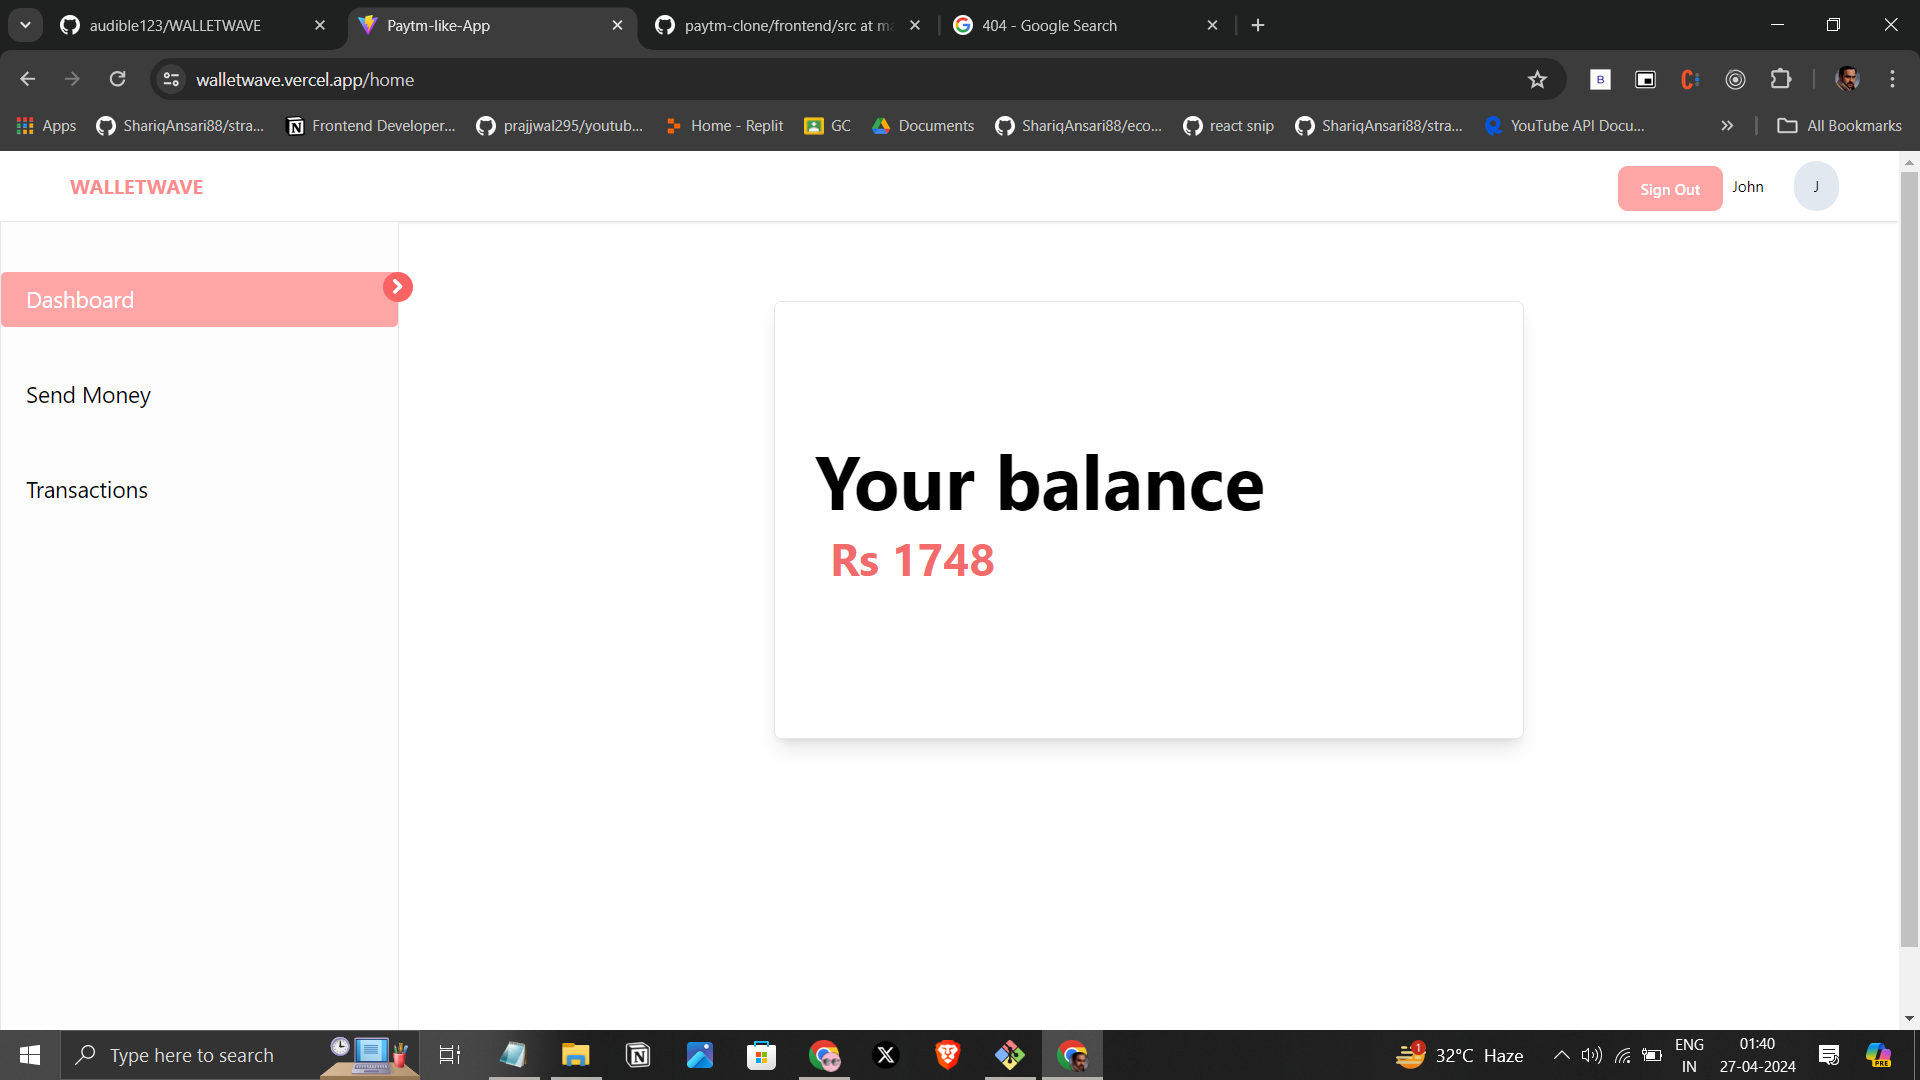 audible123/WALLETWAVE
Paytm-like-App
paytm-clone/frontend/src at ma
404 - Google Search
walletwave.vercel.app/home
Apps
ShariqAnsari88/stra...
Frontend Developer...
prajjwal295/youtub...
Home - Replit
GC
Documents
ShariqAnsari88/eco...
react snip
ShariqAnsari88/stra...
YouTube API Docu...
All Bookmarks
WALLETWAVE
Sign Out
John
J
Dashboard
Send Money
Transactions
Your balance
Rs 1748
Type here to search
1
32°C Haze
ENG
IN
01:40
27-04-2024
PRE